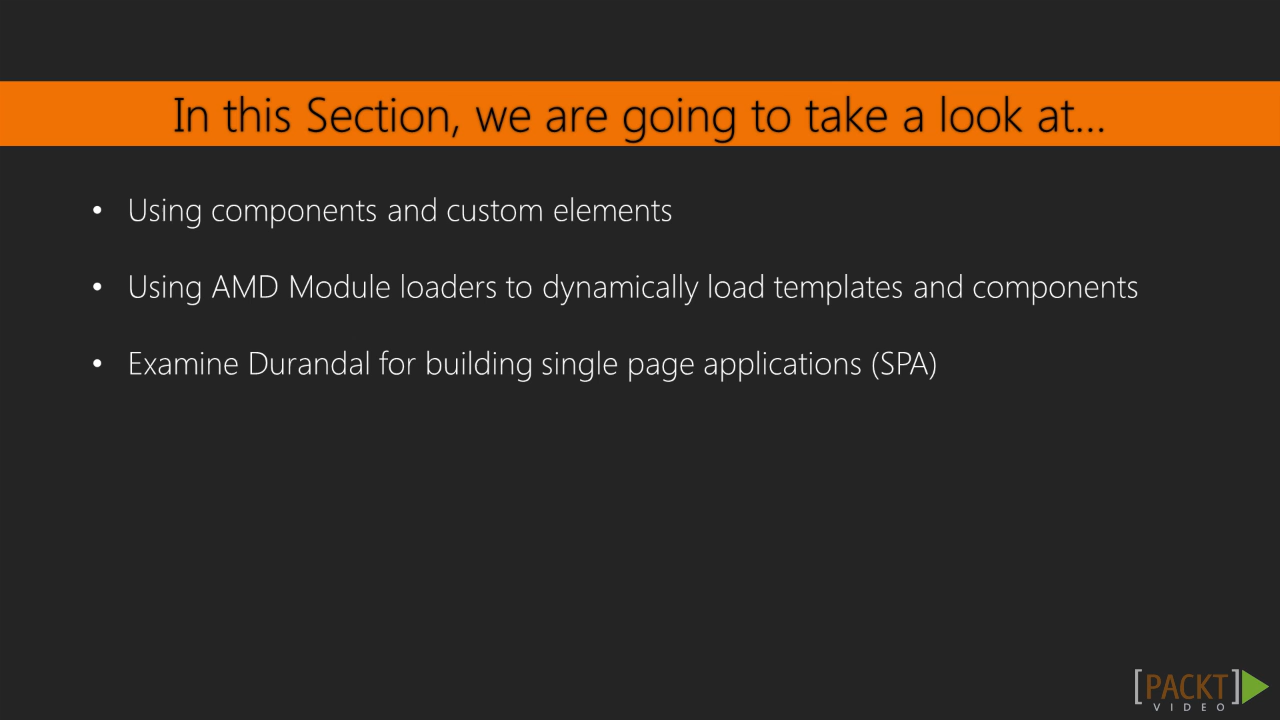 In this Section, we are going to take a look at...
• Using components and custom elements
• Using AMD Module loaders to dynamically load templates and components
• Examine Durandal for building single page applications (SPA)
[PACKT]
VIDEO